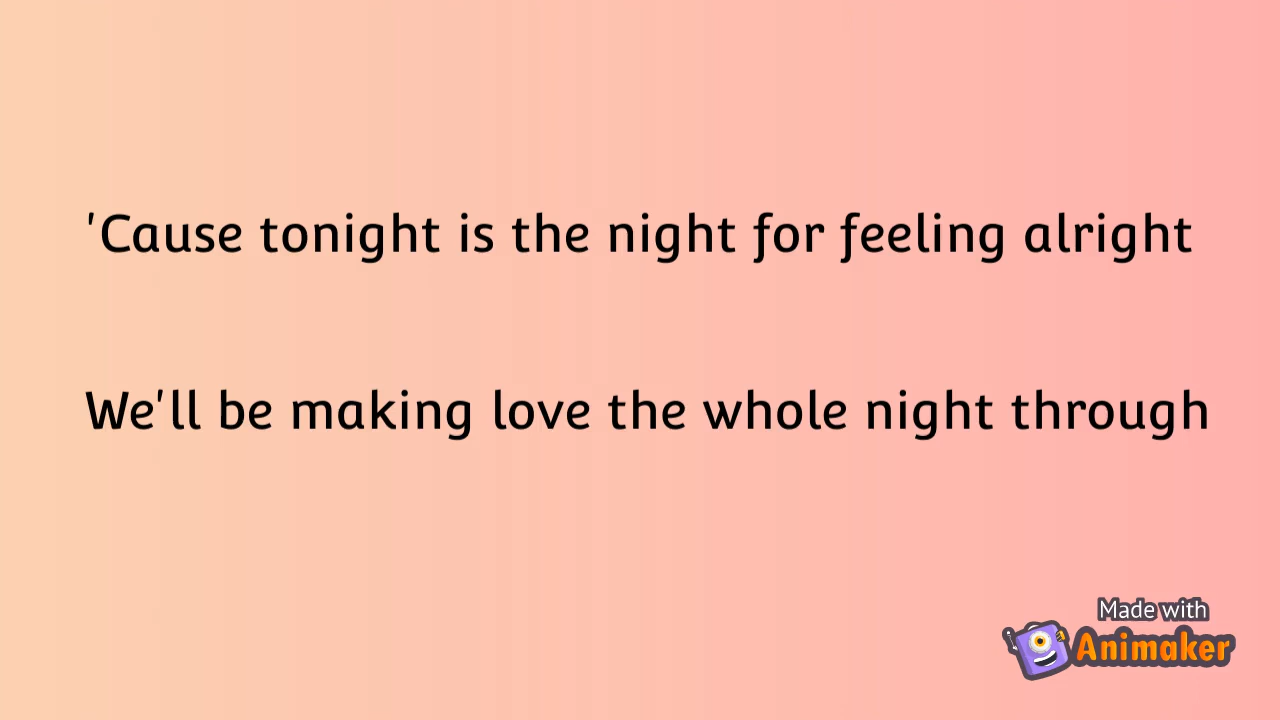 'Cause tonight is the night for feeling alright
We'll be making love the whole night through
Made with
Animaker